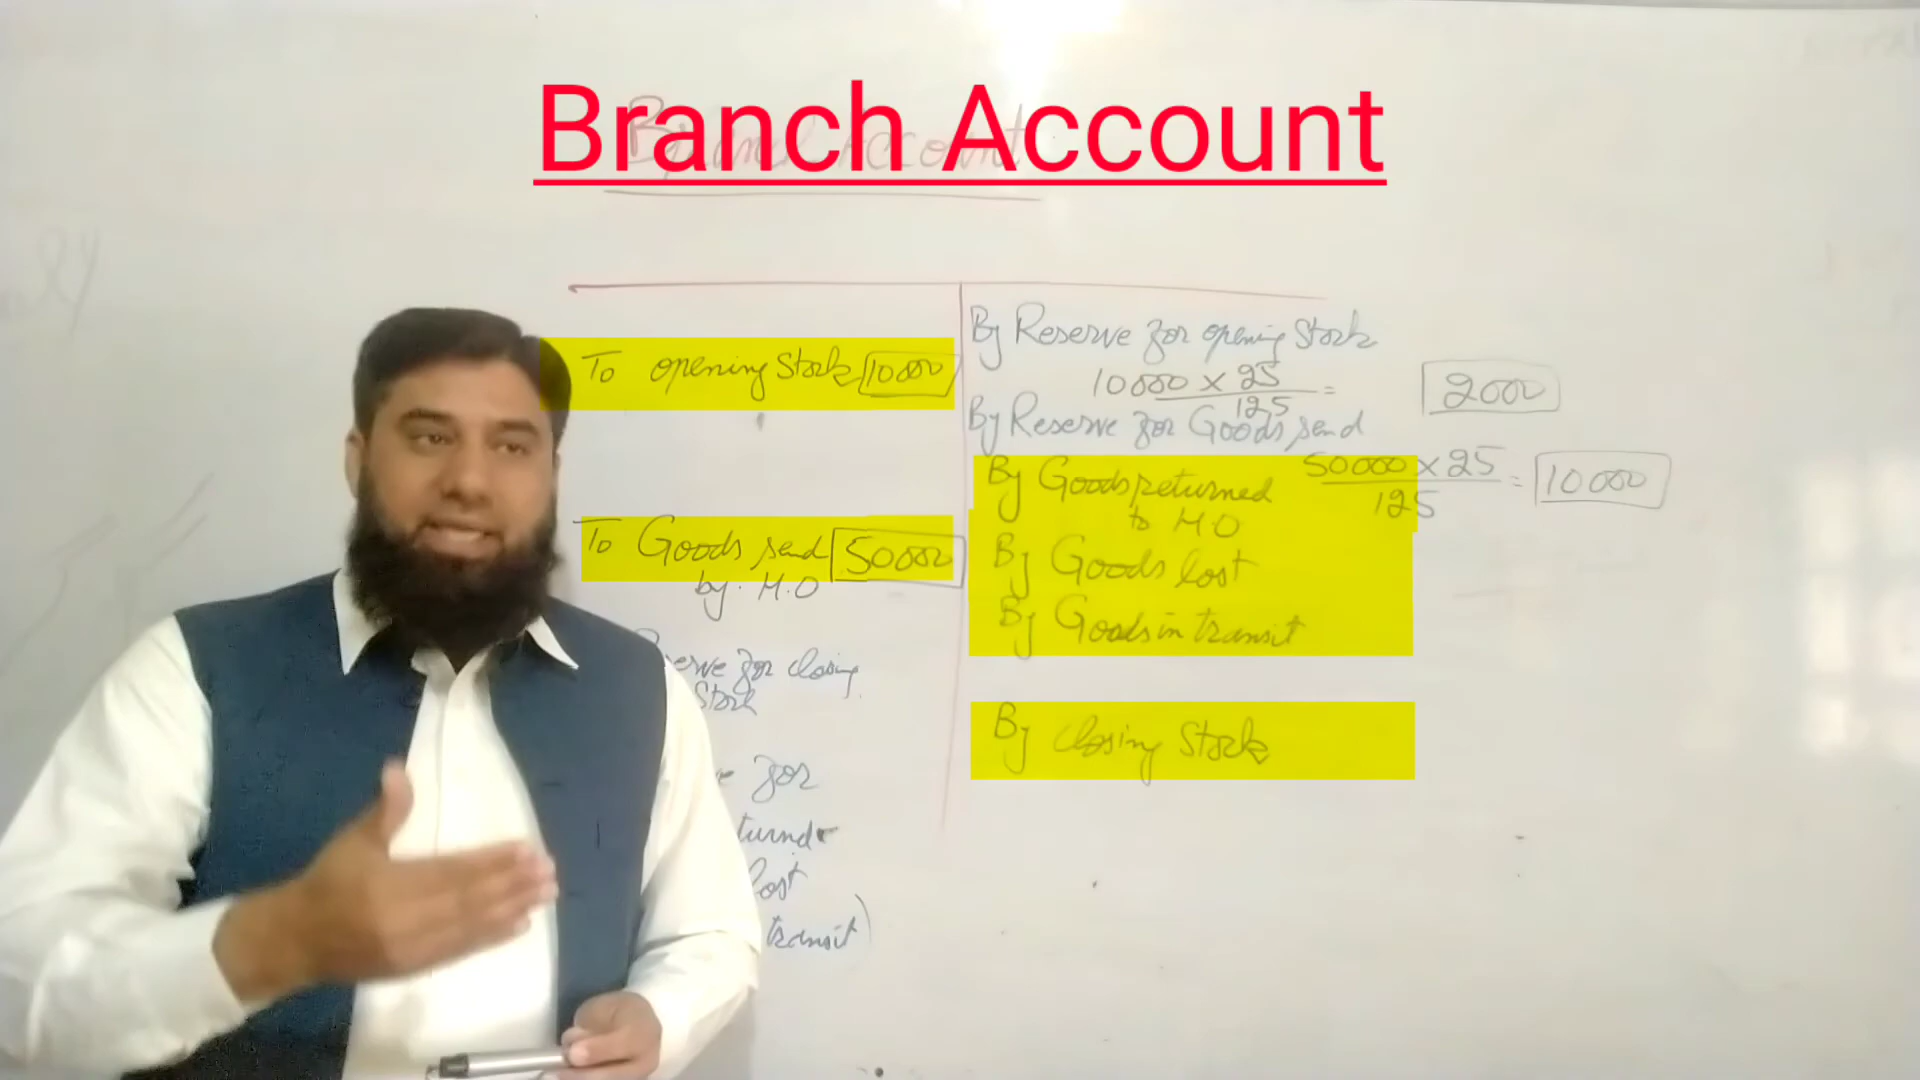 Branch Account
Branch Account
To opening Stock 10000
To Goods send 50000
by. H.O
Reserve for closing
Stock
for
lost
transit)
By Reserve for opening Stock
10000 x 25 =
125
2000
By Reserve for Goods send
By Goods returned
to H.O
50000 x 25
125
= 10000
By Goods lost
By Goods in transit
By closing Stock